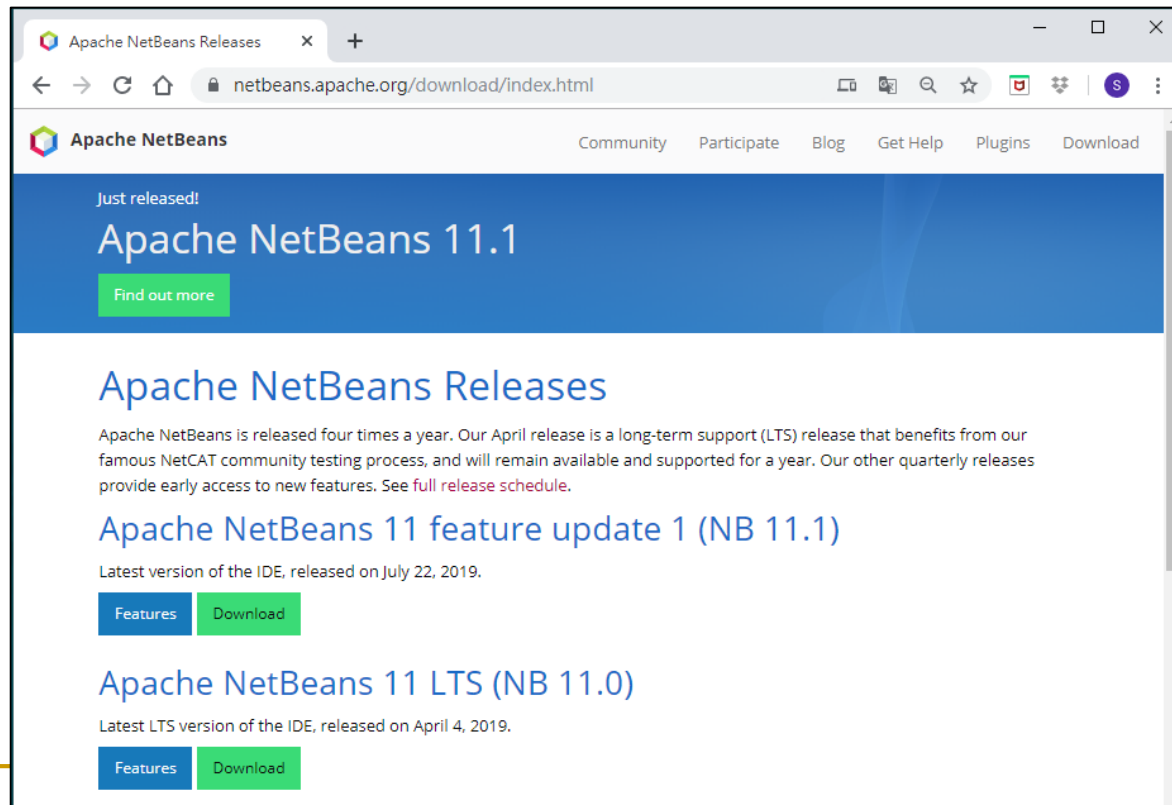 Apache NetBeans Releases
netbeans.apache.org/download/index.html
S
Apache NetBeans
Community Participate Blog Get Help Plugins Download
Just released!
Apache NetBeans 11.1
Find out more
Apache NetBeans Releases
Apache NetBeans is released four times a year. Our April release is a long-term support (LTS) release that benefits from our
famous NetCAT community testing process, and will remain available and supported for a year. Our other quarterly releases
provide early access to new features. See full release schedule.
Apache NetBeans 11 feature update 1 (NB 11.1)
Latest version of the IDE, released on July 22, 2019.
Features Download
Apache NetBeans 11 LTS (NB 11.0)
Latest LTS version of the IDE, released on April 4, 2019.
Features Download